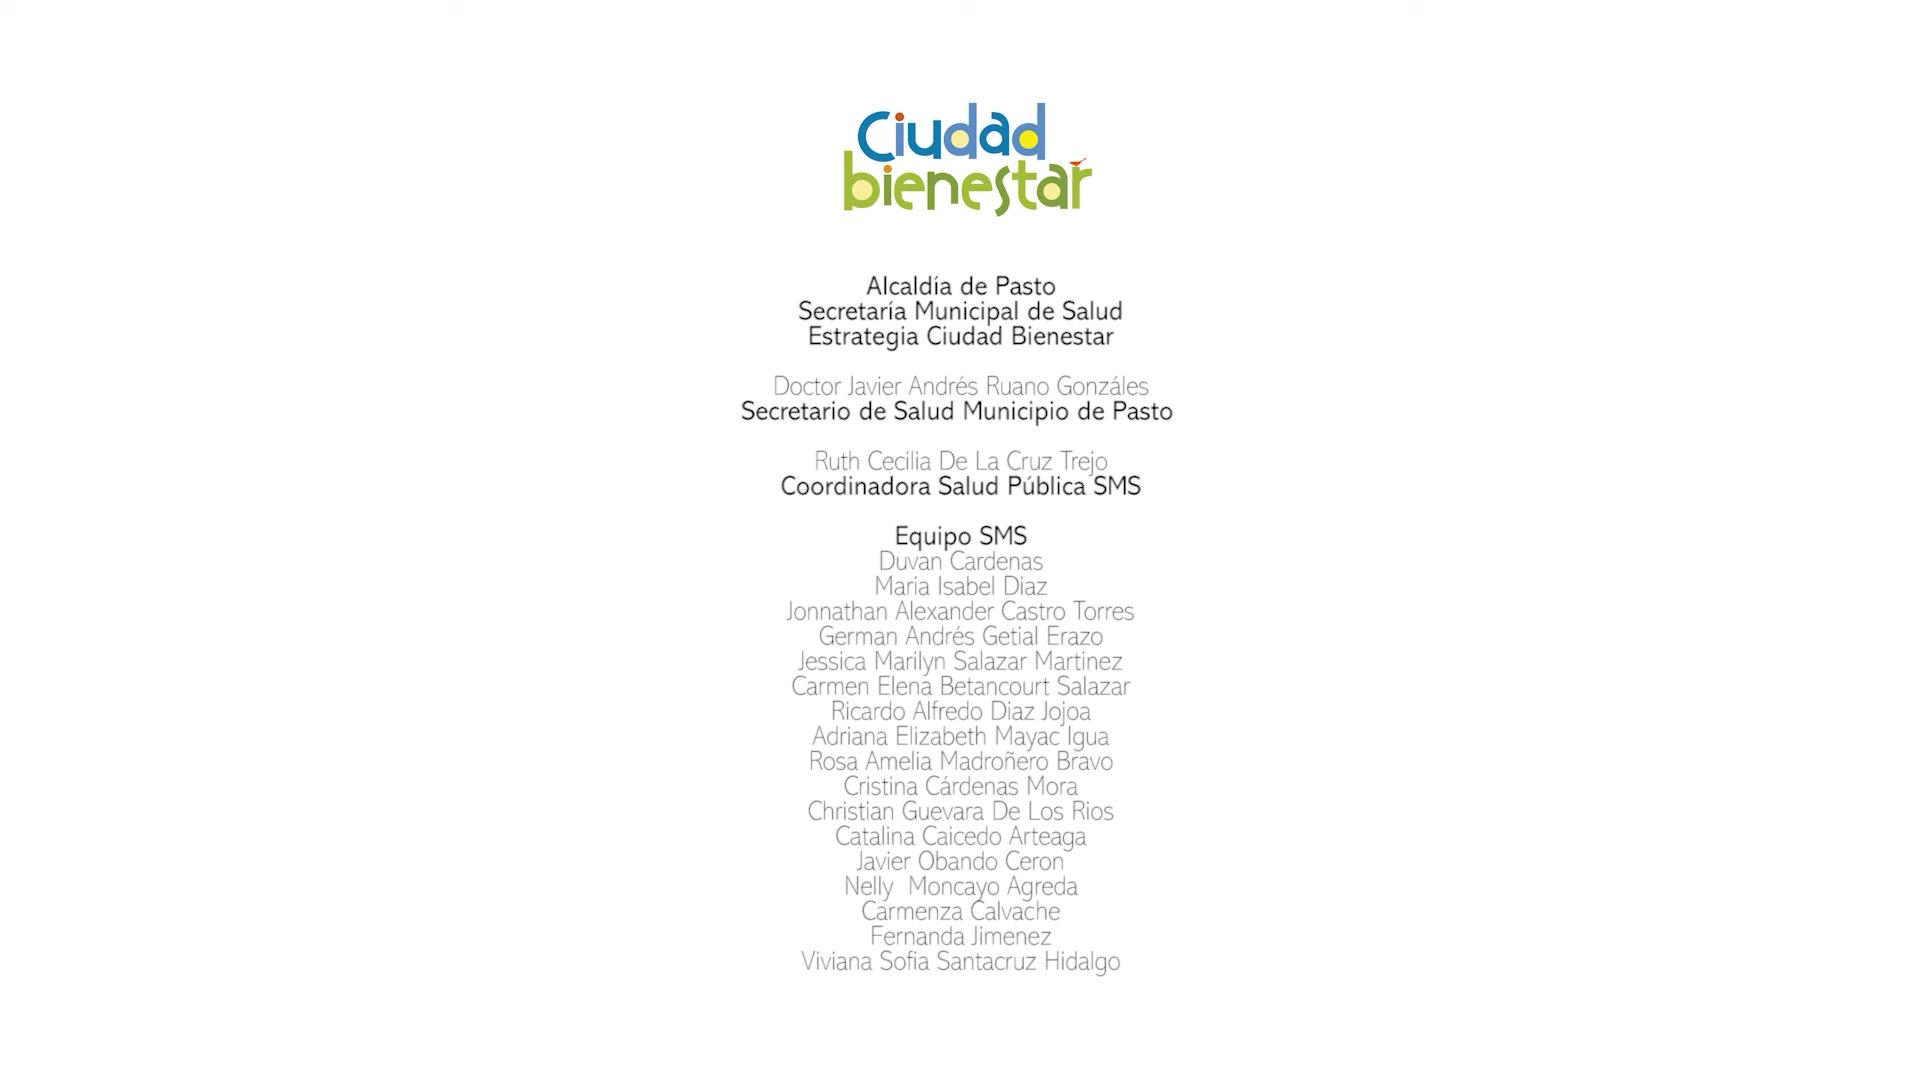 Ciudad
bienestar
Alcaldía de Pasto
Secretaría Municipal de Salud
Estrategia Ciudad Bienestar
Doctor Javier Andrés Ruano Gonzáles
Secretario de Salud Municipio de Pasto
Ruth Cecilia De La Cruz Trejo
Coordinadora Salud Pública SMS
Equipo SMS
Duvan Cardenas
Maria Isabel Diaz
Jonnathan Alexander Castro Torres
German Andrés Getial Erazo
Jessica Marilyn Salazar Martinez
Carmen Elena Betancourt Salazar
Ricardo Alfredo Diaz Jojoa
Adriana Elizabeth Mayac Igua
Rosa Amelia Madroñero Bravo
Cristina Cárdenas Mora
Christian Guevara De Los Rios
Catalina Caicedo Arteaga
Javier Obando Ceron
Nelly  Moncayo Agreda
Carmenza Calvache
Fernanda Jimenez
Viviana Sofia Santacruz Hidalgo